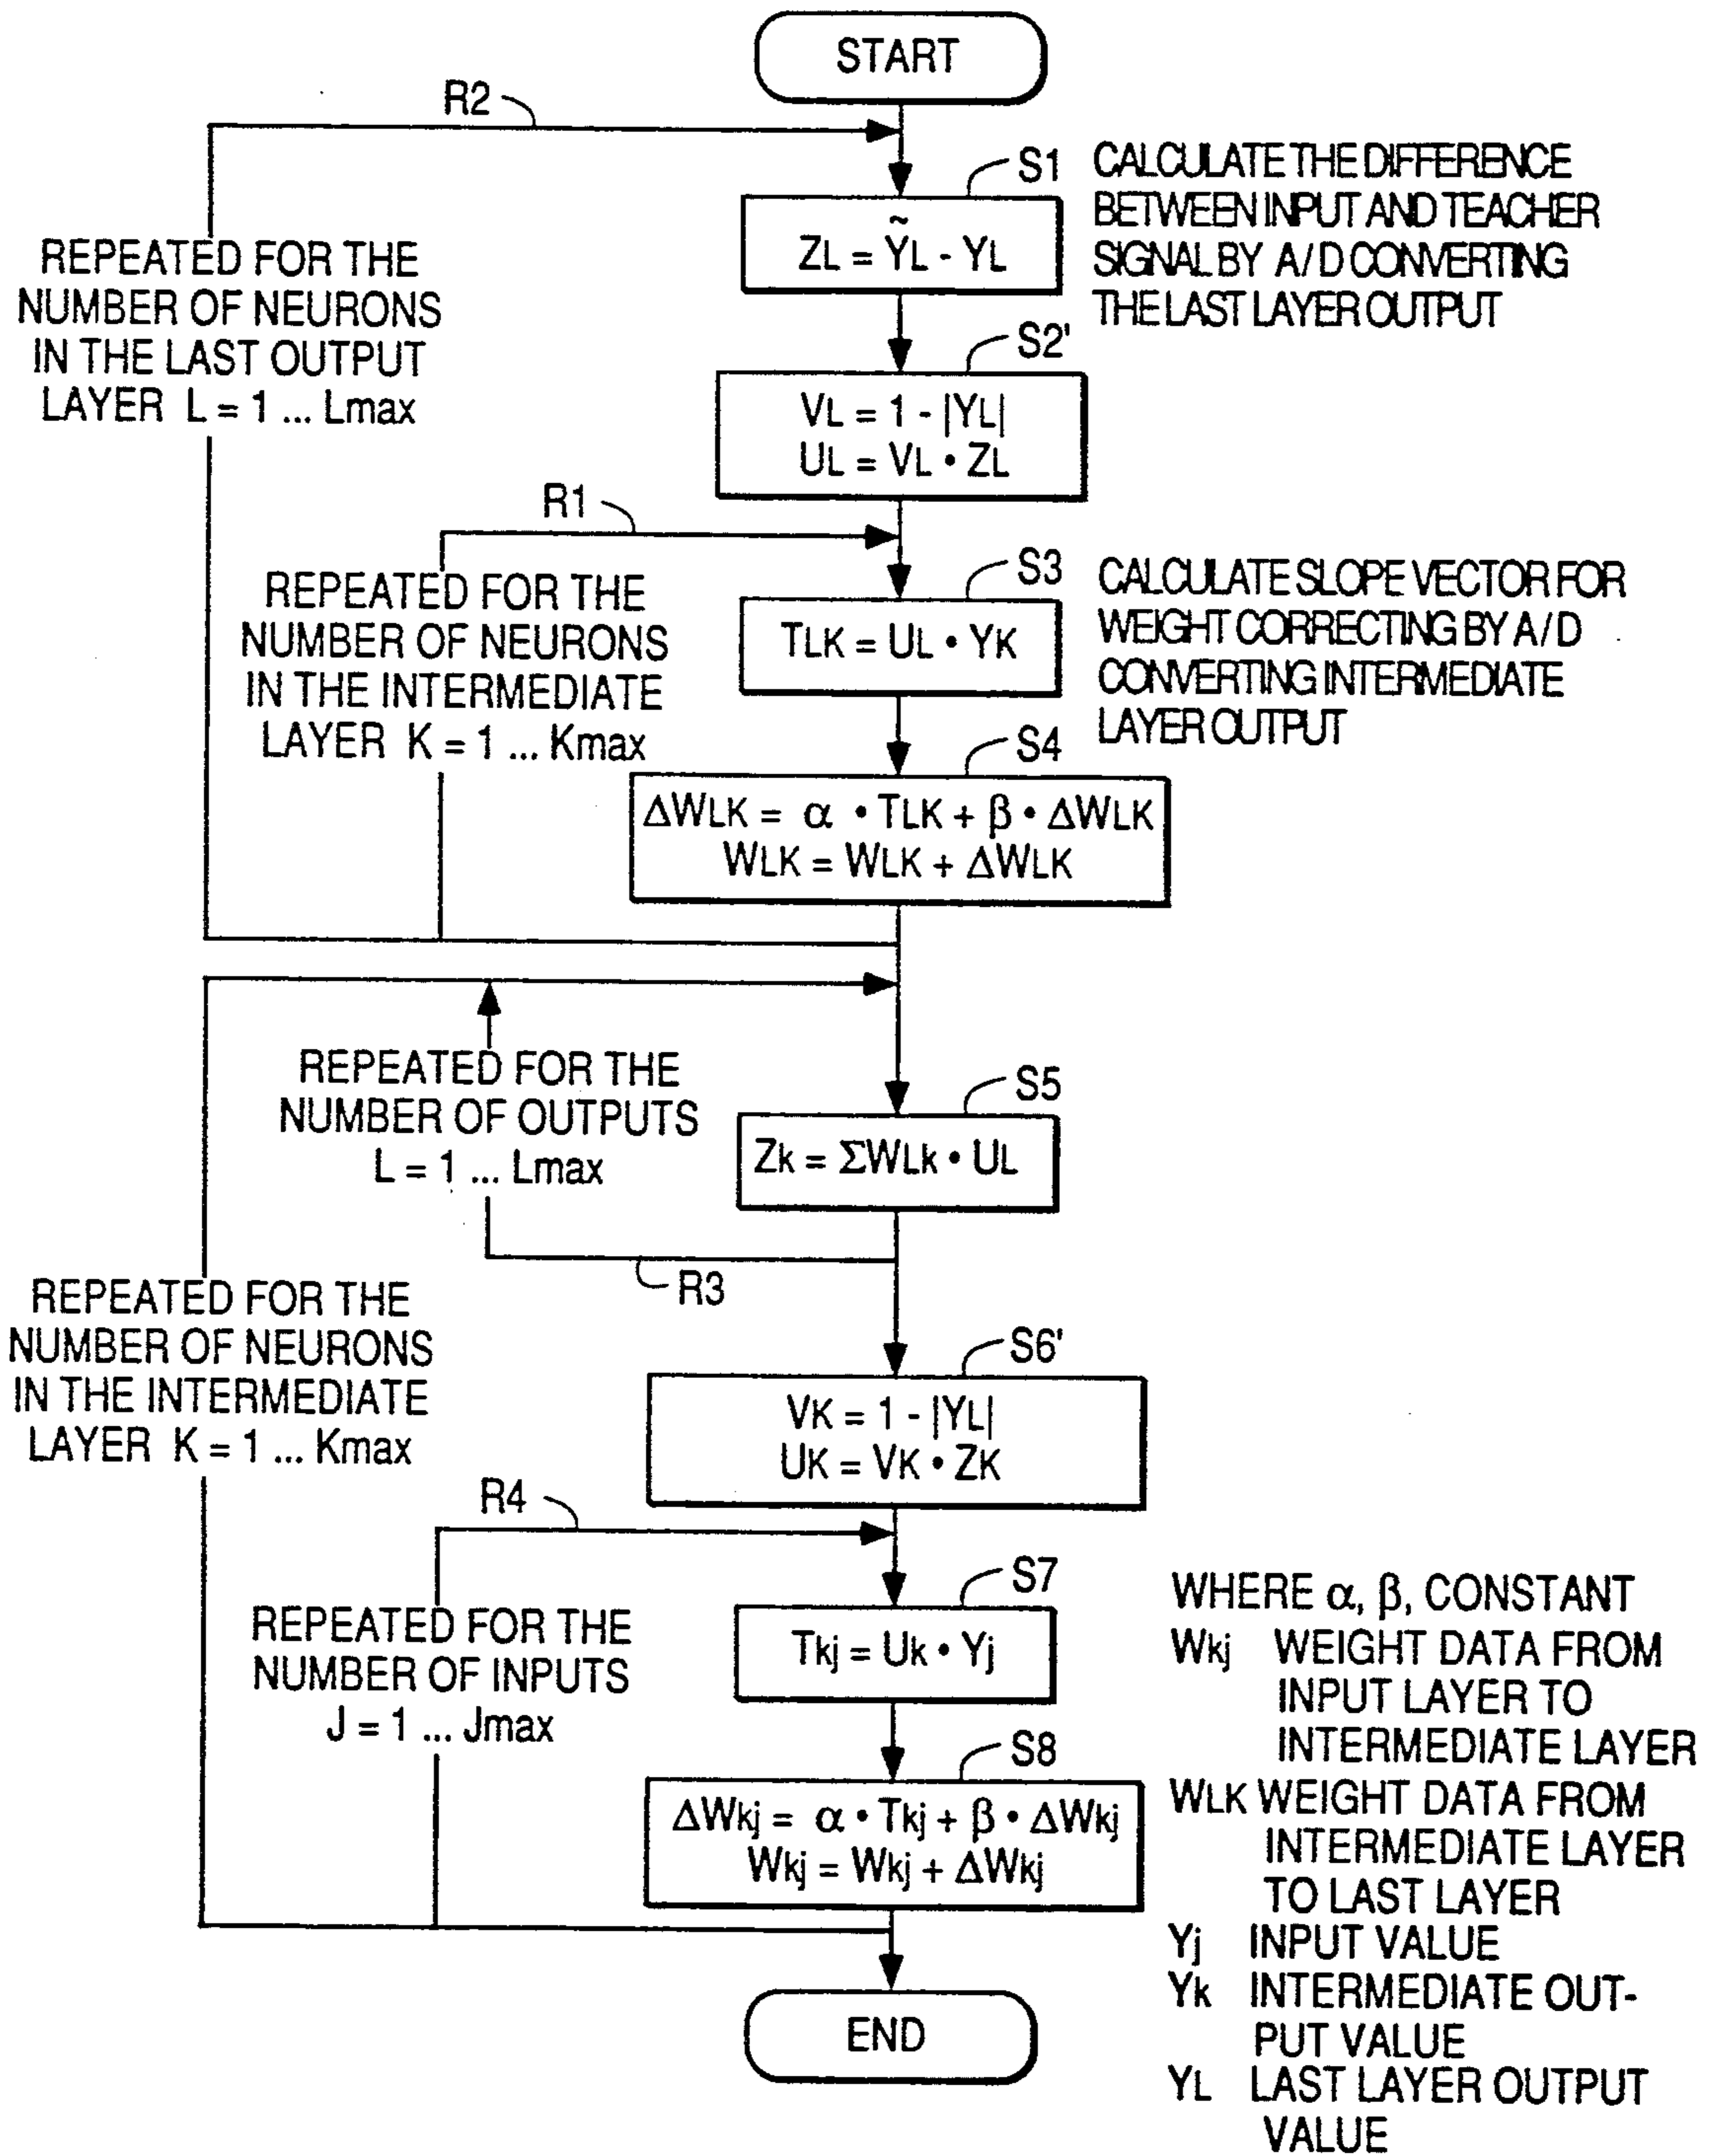 START
R2
S1
CALCULATE THE DIFFERENCE
BETWEEN INPUT AND TEACHER
SIGNAL BY A/D CONVERTING
THE LAST LAYER OUTPUT
ZL = ỸL - YL
REPEATED FOR THE
NUMBER OF NEURONS
IN THE LAST OUTPUT
LAYER L = 1 ... Lmax
S2'
VL = 1 - |YL|
UL = VL • ZL
R1
S3
CALCULATE SLOPE VECTOR FOR
WEIGHT CORRECTING BY A/D
CONVERTING INTERMEDIATE
LAYER OUTPUT
REPEATED FOR THE
NUMBER OF NEURONS
IN THE INTERMEDIATE
LAYER K = 1 ... Kmax
TLK = UL • YK
S4
ΔWLK = α • TLK + β • ΔWLK
WLK = WLK + ΔWLK
REPEATED FOR THE
NUMBER OF OUTPUTS
L = 1 ... Lmax
S5
Zk = ΣWLk • UL
R3
REPEATED FOR THE
NUMBER OF NEURONS
IN THE INTERMEDIATE
LAYER K = 1 ... Kmax
S6'
VK = 1 - |YL|
UK = VK • ZK
R4
S7
REPEATED FOR THE
NUMBER OF INPUTS
J = 1 ... Jmax
Tkj = Uk • Yj
S8
ΔWkj = α • Tkj + β • ΔWkj
Wkj = Wkj + ΔWkj
END
WHERE α, β, CONSTANT
Wkj WEIGHT DATA FROM
INPUT LAYER TO
INTERMEDIATE LAYER
WLK WEIGHT DATA FROM
INTERMEDIATE LAYER
TO LAST LAYER
Yj INPUT VALUE
Yk INTERMEDIATE OUT-
PUT VALUE
YL LAST LAYER OUTPUT
VALUE